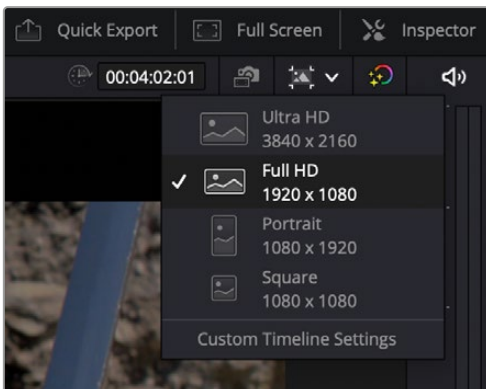 Quick Export
Full Screen
Inspector
00:04:02:01
Ultra HD
3840 x 2160
Full HD
1920 x 1080
Portrait
1080 x 1920
Square
1080 x 1080
Custom Timeline Settings